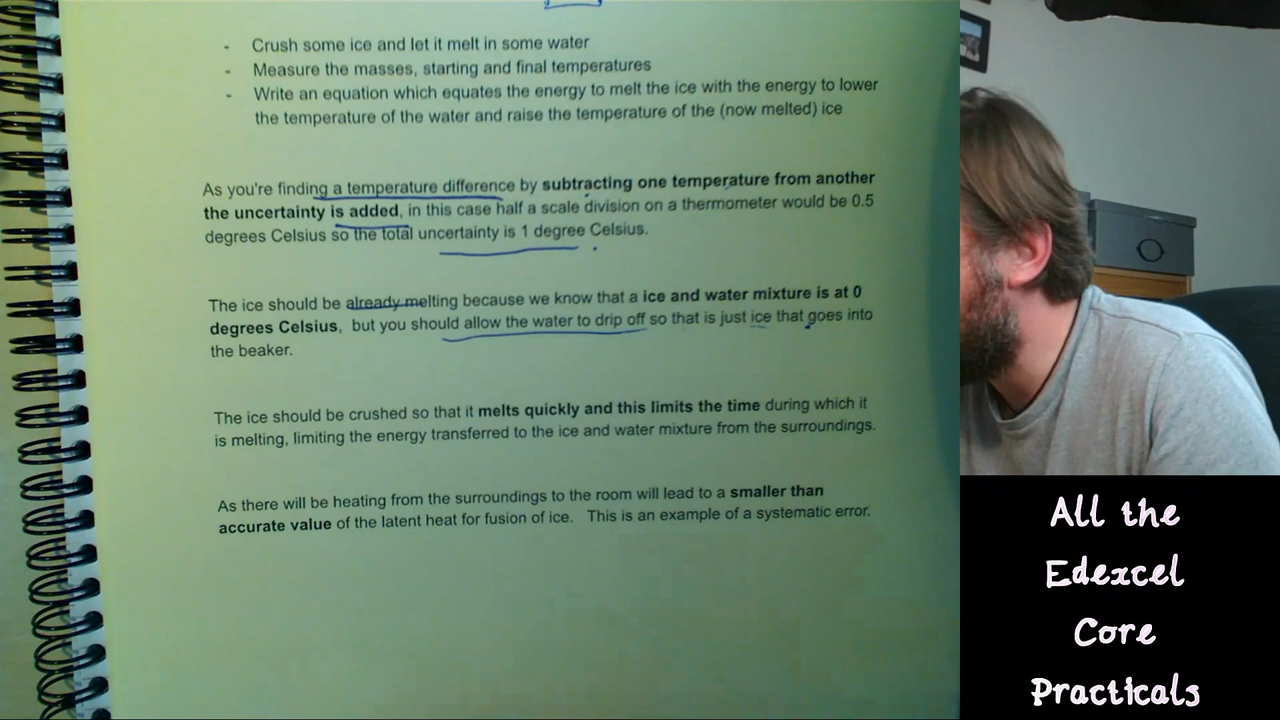 - Crush some ice and let it melt in some water
- Measure the masses, starting and final temperatures
- Write an equation which equates the energy to melt the ice with the energy to lower
the temperature of the water and raise the temperature of the (now melted) ice
As you're finding a temperature difference by subtracting one temperature from another
the uncertainty is added, in this case half a scale division on a thermometer would be 0.5
degrees Celsius so the total uncertainty is 1 degree Celsius.
The ice should be already melting because we know that a ice and water mixture is at 0
degrees Celsius, but you should allow the water to drip off so that is just ice that goes into
the beaker.
The ice should be crushed so that it melts quickly and this limits the time during which it
is melting, limiting the energy transferred to the ice and water mixture from the surroundings.
As there will be heating from the surroundings to the room will lead to a smaller than
accurate value of the latent heat for fusion of ice. This is an example of a systematic error.
All the
Edexcel
Core
Practicals